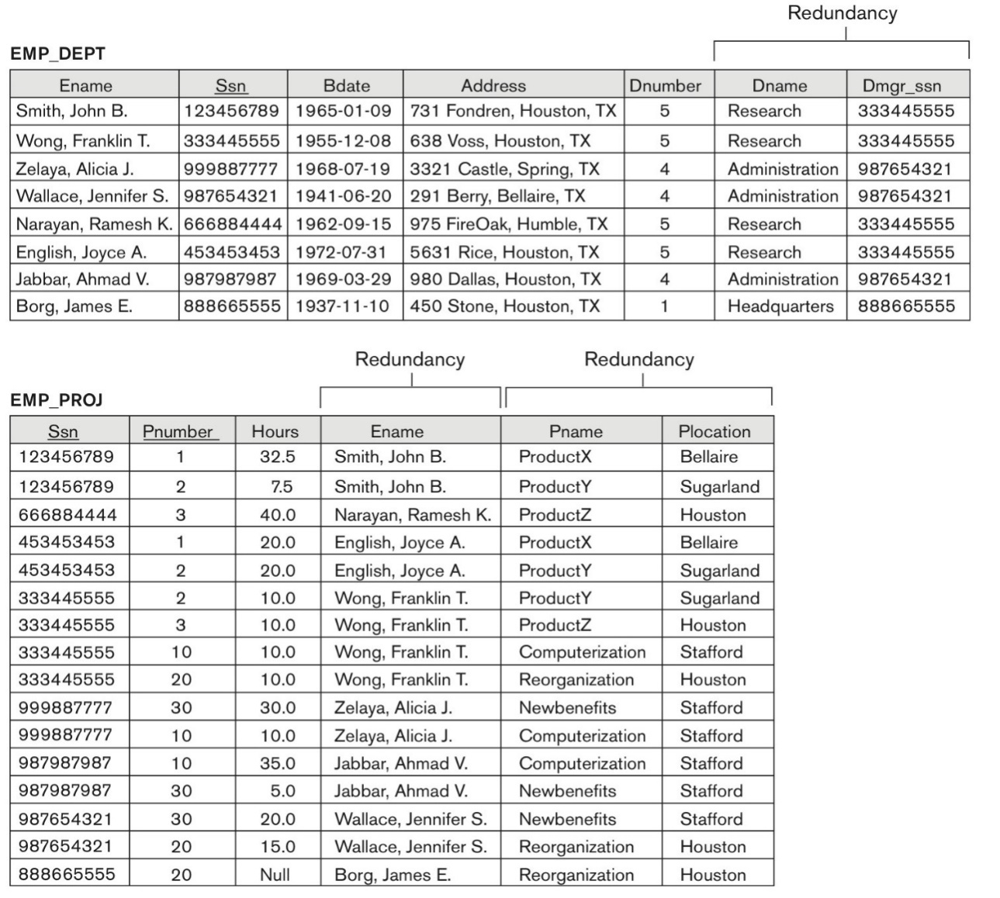 Redundancy
EMP_DEPT
Ename Ssn Bdate Address Dnumber Dname Dmgr_ssn
Smith, John B. 123456789 1965-01-09 731 Fondren, Houston, TX 5 Research 333445555
Wong, Franklin T. 333445555 1955-12-08 638 Voss, Houston, TX 5 Research 333445555
Zelaya, Alicia J. 999887777 1968-07-19 3321 Castle, Spring, TX 4 Administration 987654321
Wallace, Jennifer S. 987654321 1941-06-20 291 Berry, Bellaire, TX 4 Administration 987654321
Narayan, Ramesh K. 666884444 1962-09-15 975 FireOak, Humble, TX 5 Research 333445555
English, Joyce A. 453453453 1972-07-31 5631 Rice, Houston, TX 5 Research 333445555
Jabbar, Ahmad V. 987987987 1969-03-29 980 Dallas, Houston, TX 4 Administration 987654321
Borg, James E. 888665555 1937-11-10 450 Stone, Houston, TX 1 Headquarters 888665555
Redundancy Redundancy
EMP_PROJ
Ssn Pnumber Hours Ename Pname Plocation
123456789 1 32.5 Smith, John B. ProductX Bellaire
123456789 2 7.5 Smith, John B. ProductY Sugarland
666884444 3 40.0 Narayan, Ramesh K. ProductZ Houston
453453453 1 20.0 English, Joyce A. ProductX Bellaire
453453453 2 20.0 English, Joyce A. ProductY Sugarland
333445555 2 10.0 Wong, Franklin T. ProductY Sugarland
333445555 3 10.0 Wong, Franklin T. ProductZ Houston
333445555 10 10.0 Wong, Franklin T. Computerization Stafford
333445555 20 10.0 Wong, Franklin T. Reorganization Houston
999887777 30 30.0 Zelaya, Alicia J. Newbenefits Stafford
999887777 10 10.0 Zelaya, Alicia J. Computerization Stafford
987987987 10 35.0 Jabbar, Ahmad V. Computerization Stafford
987987987 30 5.0 Jabbar, Ahmad V. Newbenefits Stafford
987654321 30 20.0 Wallace, Jennifer S. Newbenefits Stafford
987654321 20 15.0 Wallace, Jennifer S. Reorganization Houston
888665555 20 Null Borg, James E. Reorganization Houston